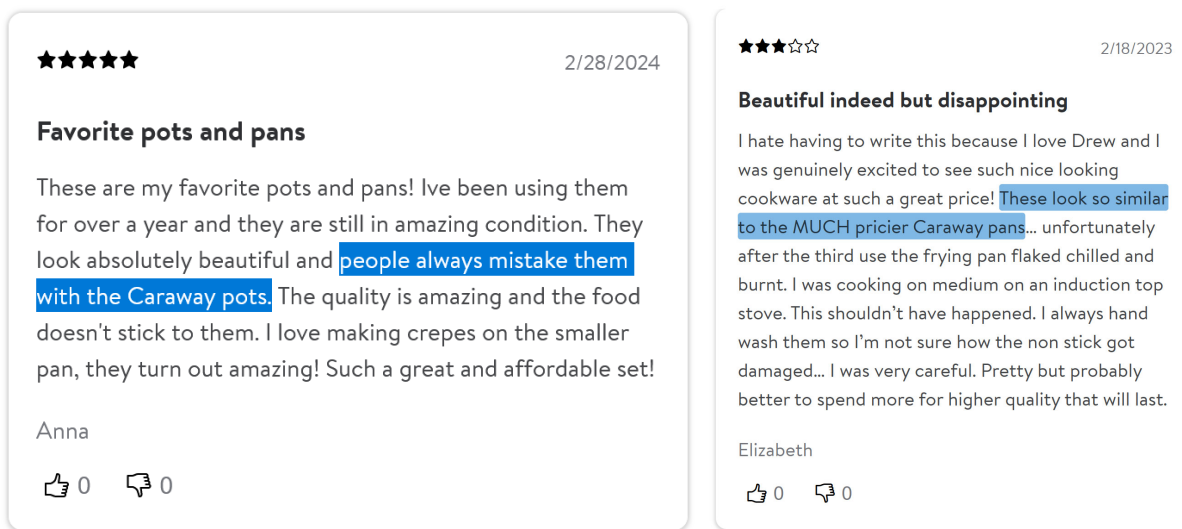 2/28/2024
Favorite pots and pans
These are my favorite pots and pans! Ive been using them
for over a year and they are still in amazing condition. They
look absolutely beautiful and people always mistake them
with the Caraway pots. The quality is amazing and the food
doesn't stick to them. I love making crepes on the smaller
pan, they turn out amazing! Such a great and affordable set!
Anna
0 0
2/18/2023
Beautiful indeed but disappointing
I hate having to write this because I love Drew and I
was genuinely excited to see such nice looking
cookware at such a great price! These look so similar
to the MUCH pricier Caraway pans... unfortunately
after the third use the frying pan flaked chilled and
burnt. I was cooking on medium on an induction top
stove. This shouldn’t have happened. I always hand
wash them so I’m not sure how the non stick got
damaged... I was very careful. Pretty but probably
better to spend more for higher quality that will last.
Elizabeth
0 0